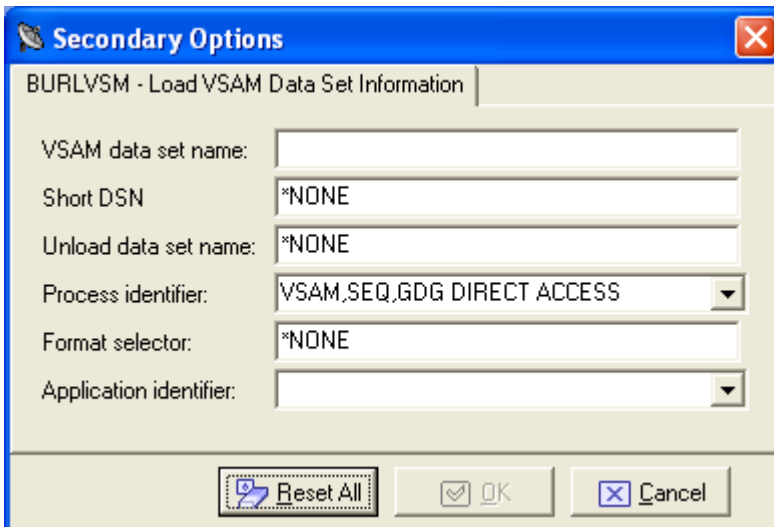 Secondary Options
BURLVSM - Load VSAM Data Set Information
VSAM data set name:
Short DSN *NONE
Unload data set name: *NONE
Process identifier: VSAM,SEQ,GDG DIRECT ACCESS
Format selector: *NONE
Application identifier:
Reset All OK Cancel